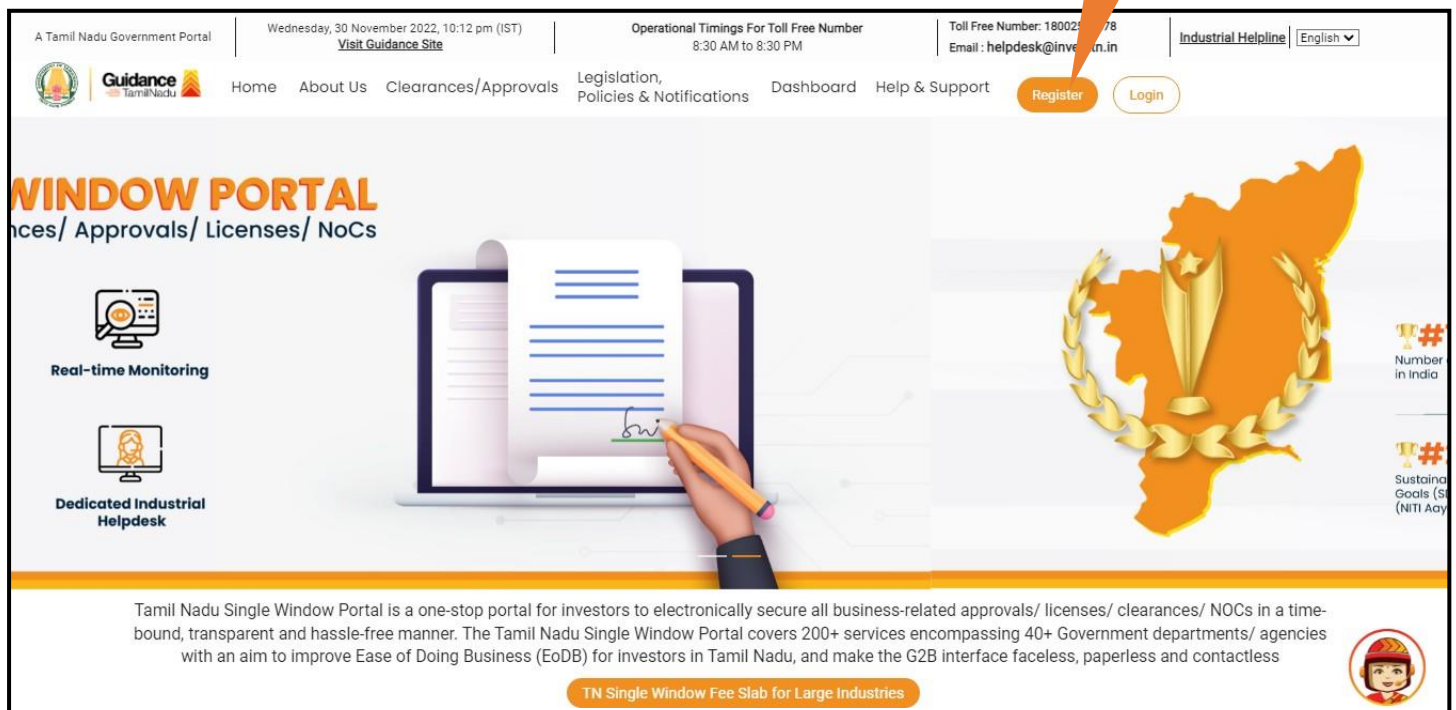 A Tamil Nadu Government Portal
Wednesday, 30 November 2022, 10:12 pm (IST)
Visit Guidance Site
Operational Timings For Toll Free Number
8:30 AM to 8:30 PM
Toll Free Number: 180025 78
Email : helpdesk@inves tn.in
Industrial Helpline
English
Guidance
TamilNadu
Home About Us Clearances/Approvals Legislation,
Policies & Notifications Dashboard Help & Support
Register
Login
WINDOW PORTAL
nces/ Approvals/ Licenses/ NoCs
Real-time Monitoring
Dedicated Industrial
Helpdesk
#
Number
in India
#
Sustaina
Goals (S
(NITI Aay
Tamil Nadu Single Window Portal is a one-stop portal for investors to electronically secure all business-related approvals/ licenses/ clearances/ NOCs in a time-
bound, transparent and hassle-free manner. The Tamil Nadu Single Window Portal covers 200+ services encompassing 40+ Government departments/ agencies
with an aim to improve Ease of Doing Business (EoDB) for investors in Tamil Nadu, and make the G2B interface faceless, paperless and contactless
TN Single Window Fee Slab for Large Industries